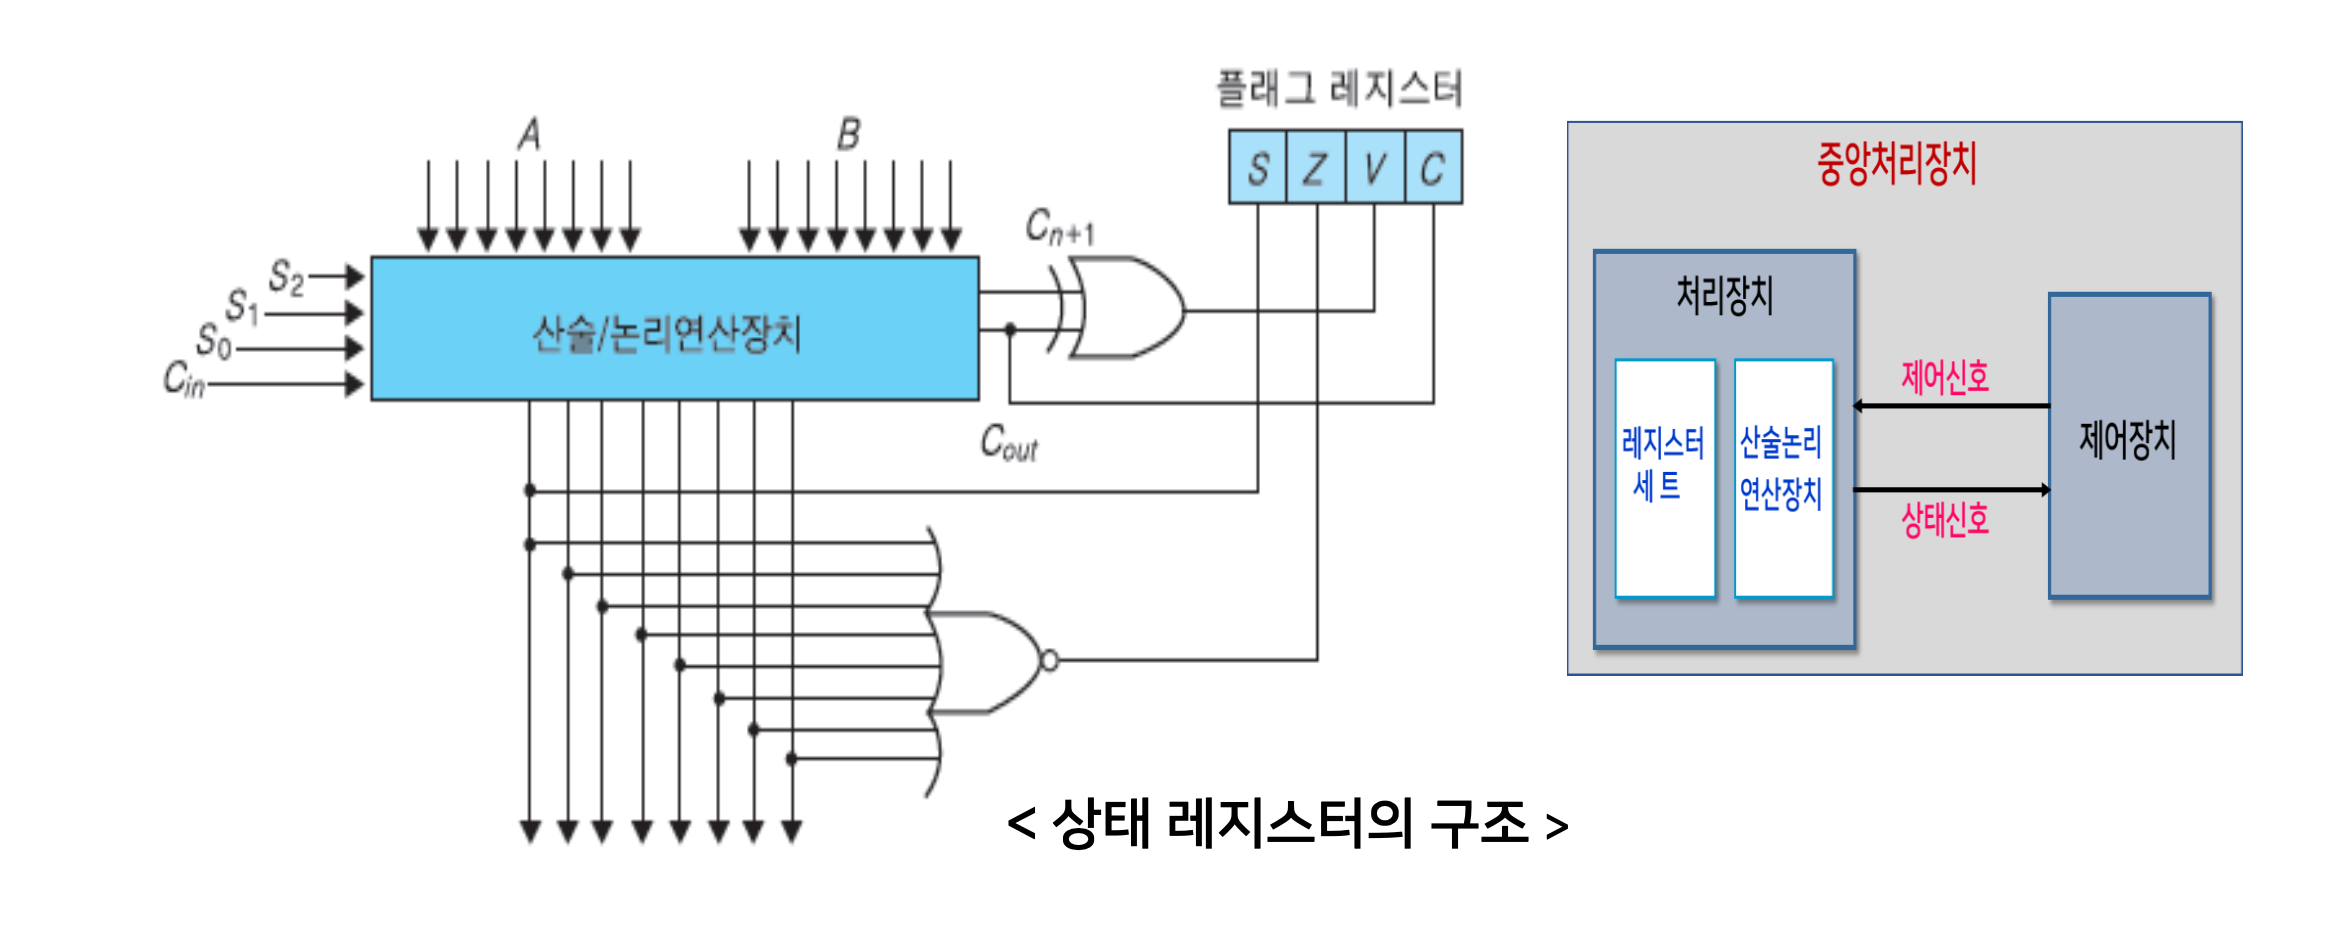 플래그 레지스터
S Z V C
A
B
C_{n+1}
S_2
S_1
S_0
C_{in}
산술/논리연산장치
C_{out}
< 상태 레지스터의 구조 >
중앙처리장치
처리장치
레지스터
세 트
산술논리
연산장치
제어신호
상태신호
제어장치